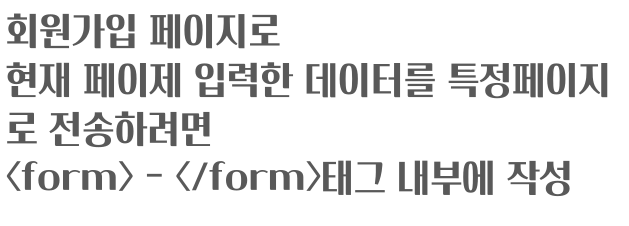 회원가입 페이지로
현재 페이제 입력한 데이터를 특정페이지
로 전송하려면
<form> - </form>태그 내부에 작성